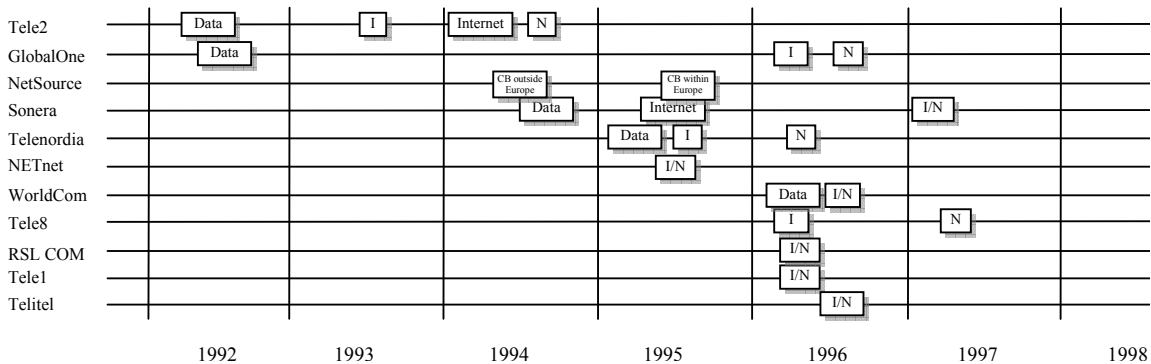 Tele2 Data I Internet N
GlobalOne Data I N
NetSource CB outside Europe CB within Europe
Sonera Data Internet I/N
Telenordia Data I N
NETnet I/N
WorldCom Data I/N
Tele8 I N
RSL COM I/N
Tele1 I/N
Telitel I/N
1992 1993 1994 1995 1996 1997 1998